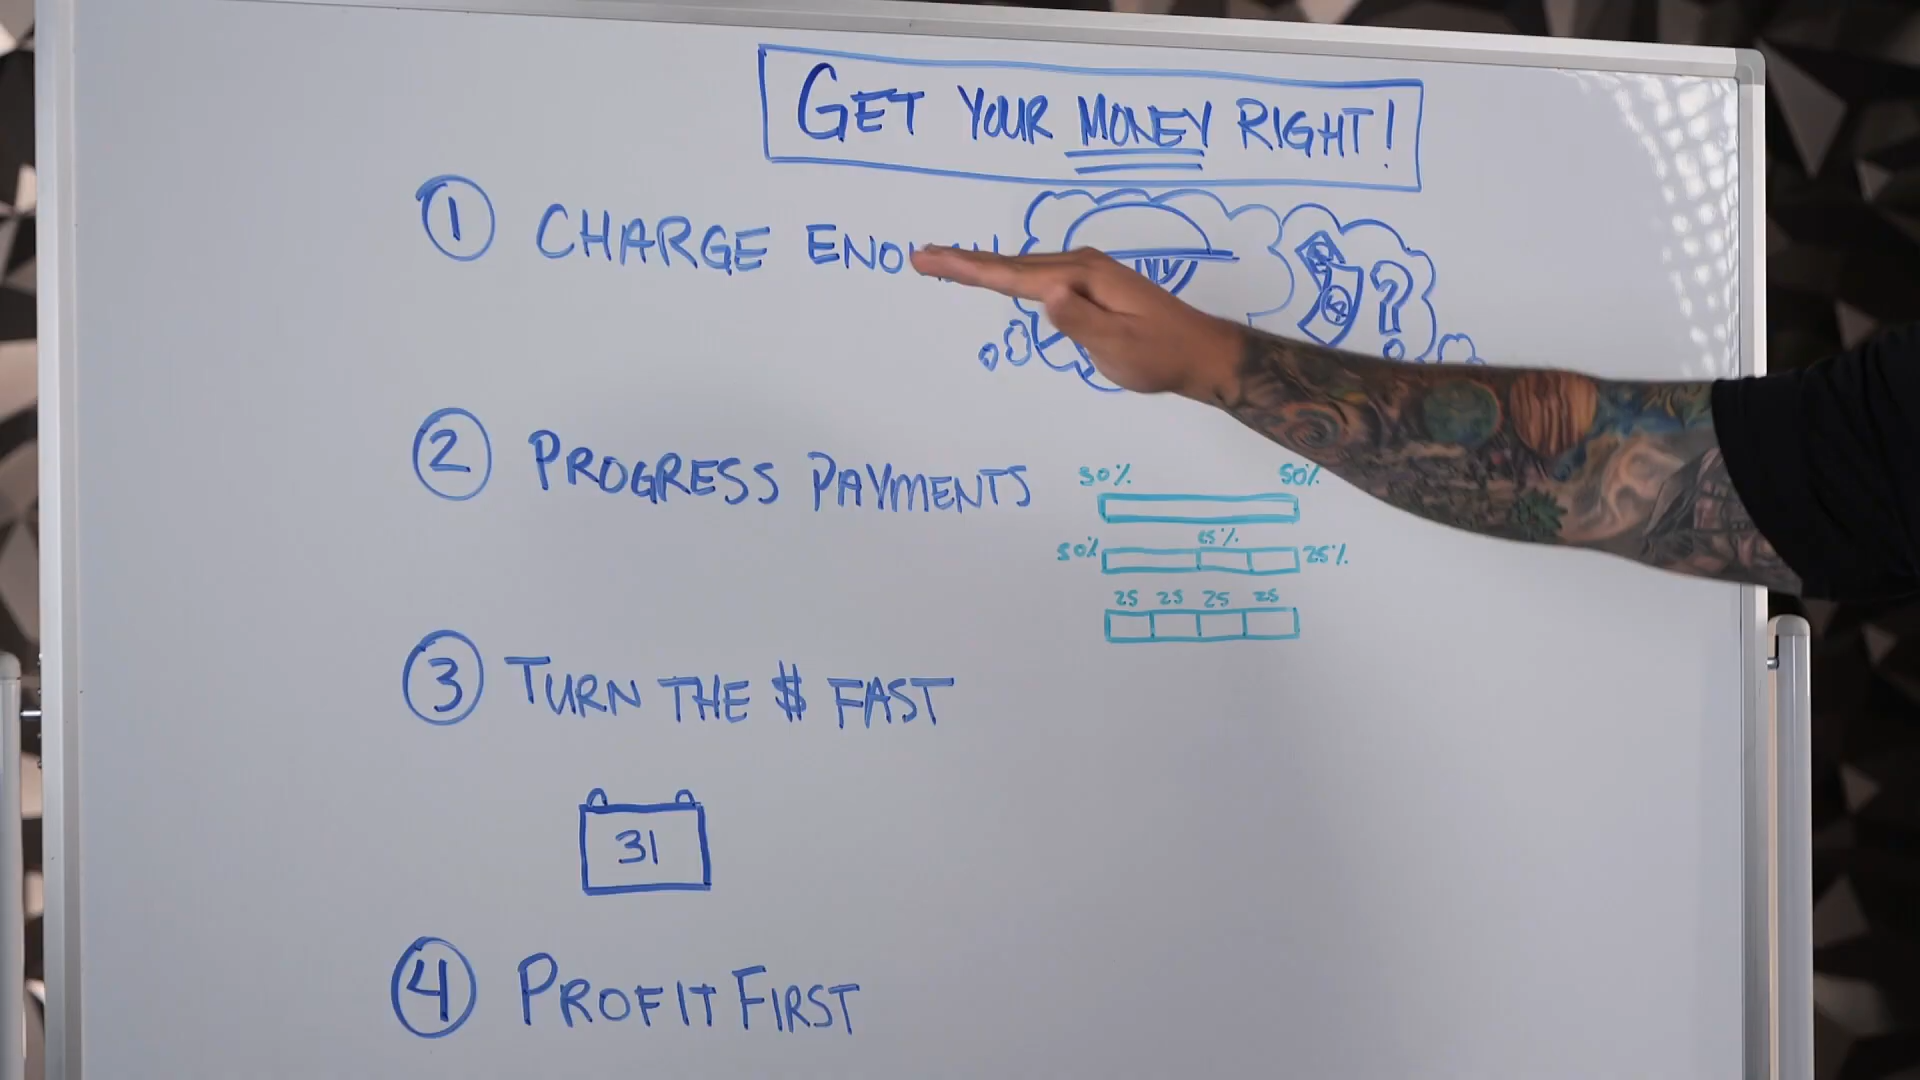 GET YOUR MONEY RIGHT!
1 CHARGE
2 PROGRESS PAYMENTS
50% 50%
50% 25% 25%
25 25 25 25
3 TURN THE $ FAST
31
4 PROFIT FIRST